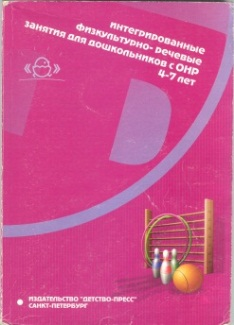 ИНТЕГРИРОВАННЫЕ
ФИЗКУЛЬТУРНО- РЕЧЕВЫЕ
ЗАНЯТИЯ ДЛЯ ДОШКОЛЬНИКОВ С ОНР
4-7 ЛЕТ
ИЗДАТЕЛЬСТВО "ДЕТСТВО-ПРЕСС"
САНКТ-ПЕТЕРБУРГ